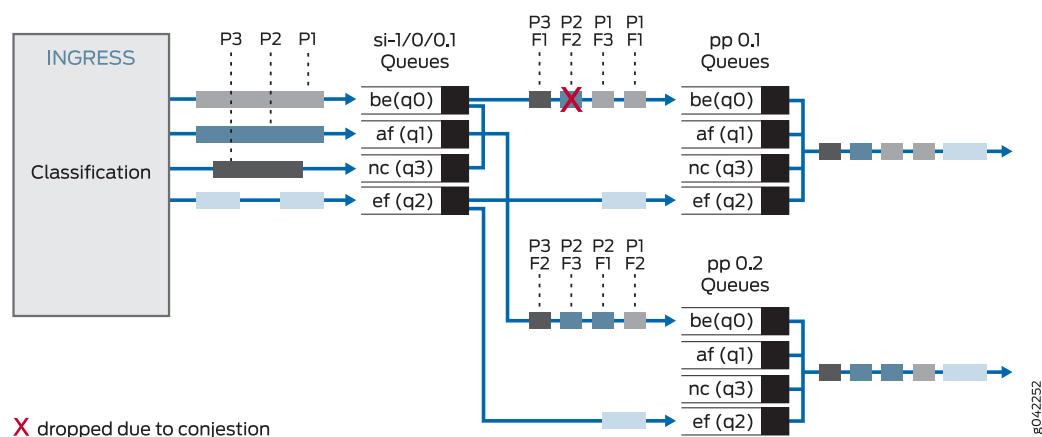 INGRESS
Classification
P3 P2 P1
si-1/0/0.1
Queues
be(q0)
af (q1)
nc (q3)
ef (q2)
P3 P2 P1 P1
F1 F2 F3 F1
X
pp 0.1
Queues
be(q0)
af (q1)
nc (q3)
ef (q2)
P3 P2 P2 P1
F2 F3 F1 F2
pp 0.2
Queues
be(q0)
af (q1)
nc (q3)
ef (q2)
X dropped due to conjestion
g042252